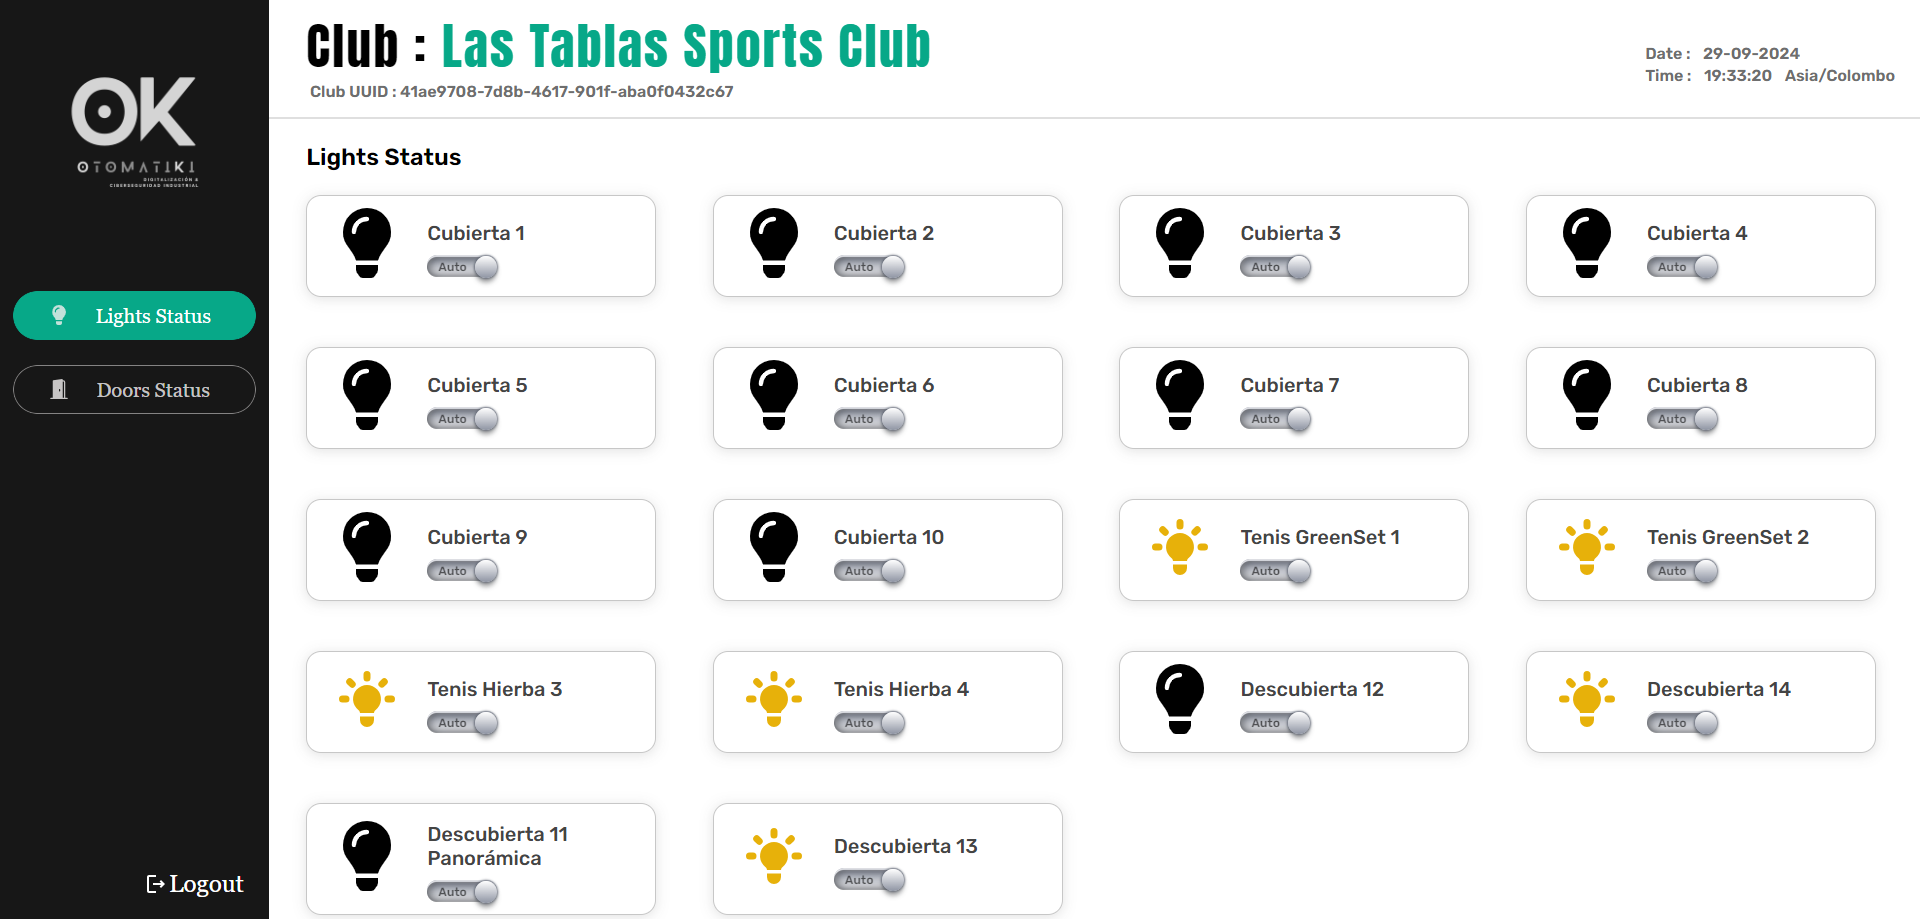 OK
OTOMATIKI
DIGITALIZACIÓN &
CIBERSEGURIDAD INDUSTRIAL
Lights Status
Doors Status
Logout
Club : Las Tablas Sports Club
Club UUID : 41ae9708-7d8b-4617-901f-aba0f0432c67
Date : 29-09-2024
Time : 19:33:20 Asia/Colombo
Lights Status
Cubierta 1
Auto
Cubierta 2
Auto
Cubierta 3
Auto
Cubierta 4
Auto
Cubierta 5
Auto
Cubierta 6
Auto
Cubierta 7
Auto
Cubierta 8
Auto
Cubierta 9
Auto
Cubierta 10
Auto
Tenis GreenSet 1
Auto
Tenis GreenSet 2
Auto
Tenis Hierba 3
Auto
Tenis Hierba 4
Auto
Descubierta 12
Auto
Descubierta 14
Auto
Descubierta 11
Panorámica
Auto
Descubierta 13
Auto